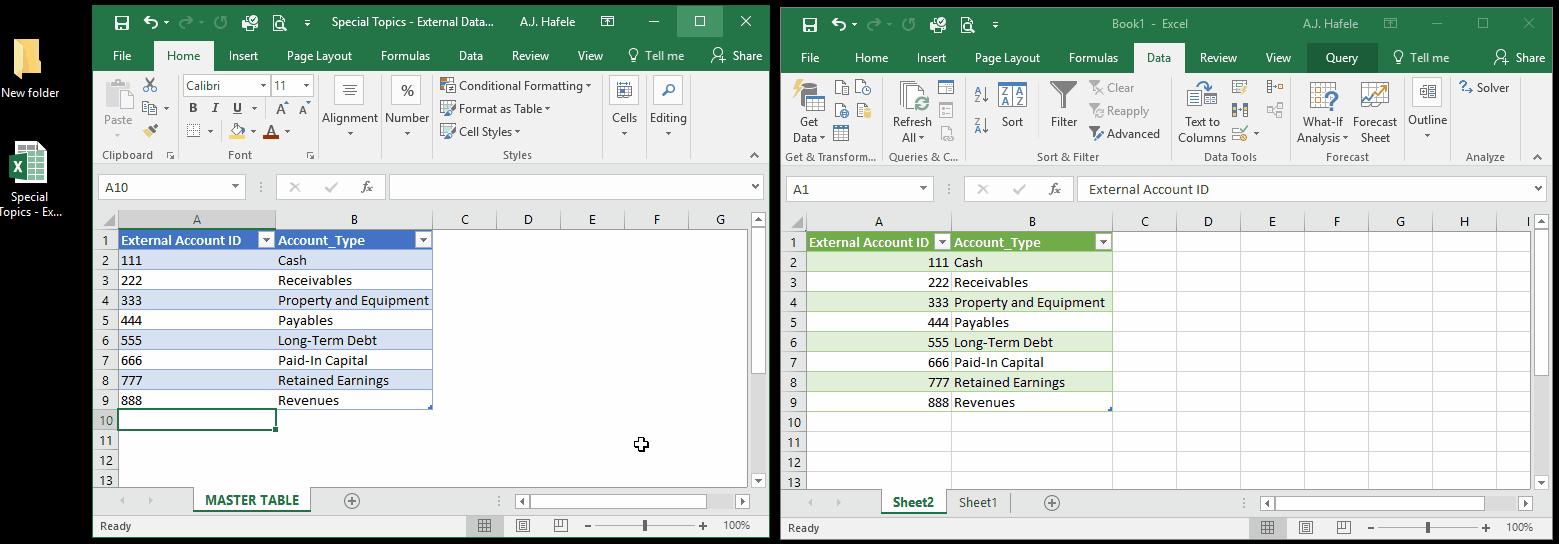 New folder
Special
Topics - Ex...
Special Topics - External Data...
A.J. Hafele
File Home Insert Page Layout Formulas Data Review View Tell me Share
Paste
Calibri 11
B I U A A
A
Alignment
%
Number
Conditional Formatting
Format as Table
Cell Styles
Cells
Editing
Clipboard Font Styles
A10 fx
A B C D E F G
1 External Account ID Account_Type
2 111 Cash
3 222 Receivables
4 333 Property and Equipment
5 444 Payables
6 555 Long-Term Debt
7 666 Paid-In Capital
8 777 Retained Earnings
9 888 Revenues
10
11
12
13
MASTER TABLE
Ready 100%
Book1 - Excel A.J. Hafele
File Home Insert Page Layout Formulas Data Review View Query Tell me Share
Get
Data
Refresh
All
Sort
Filter
Clear
Reapply
Advanced
Text to
Columns
What-If
Analysis
Forecast
Sheet
Outline
Solver
Get & Transform... Queries & C... Sort & Filter Data Tools Forecast Analyze
A1 fx External Account ID
A B C D E F G H I
1 External Account ID Account_Type
2 111 Cash
3 222 Receivables
4 333 Property and Equipment
5 444 Payables
6 555 Long-Term Debt
7 666 Paid-In Capital
8 777 Retained Earnings
9 888 Revenues
10
11
12
13
Sheet2 Sheet1
Ready 100%